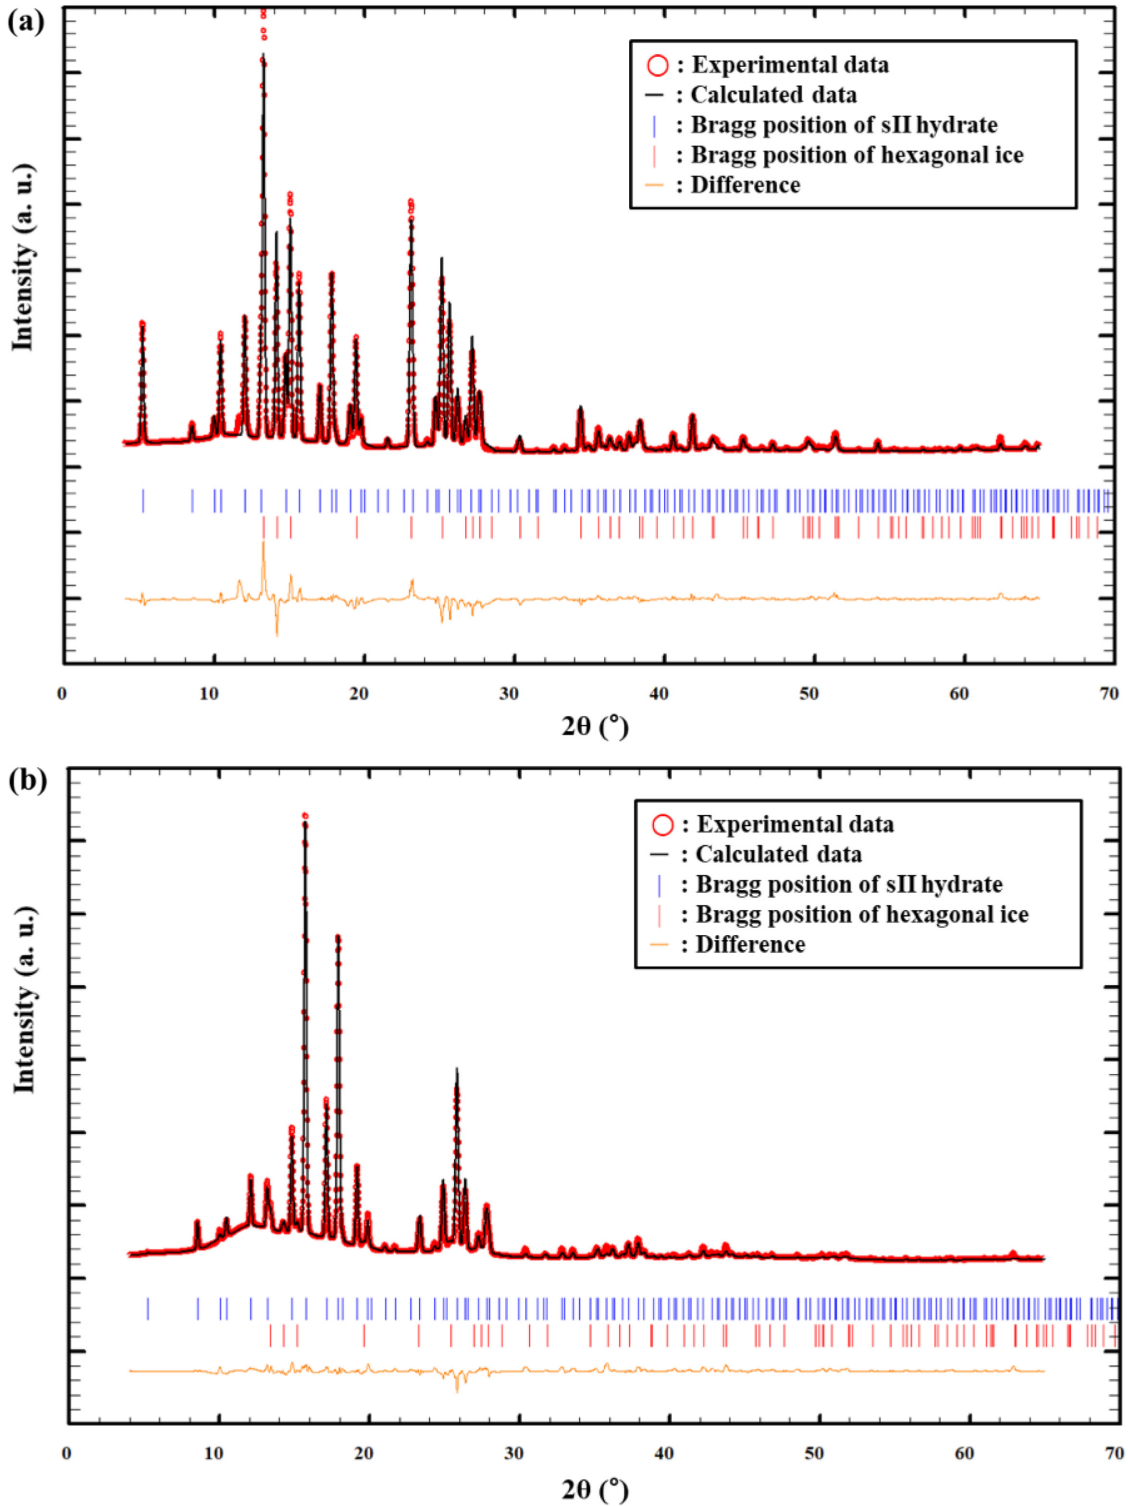 (a)
Intensity (a. u.)
: Experimental data
: Calculated data
: Bragg position of sII hydrate
: Bragg position of hexagonal ice
: Difference
0 10 20 30 40 50 60 70
2θ (°)
(b)
Intensity (a. u.)
: Experimental data
: Calculated data
: Bragg position of sII hydrate
: Bragg position of hexagonal ice
: Difference
0 10 20 30 40 50 60 70
2θ (°)